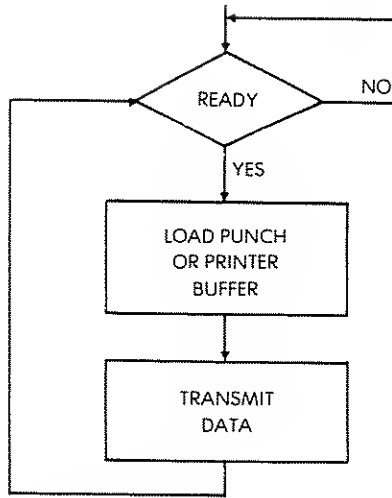 READY
NO
YES
LOAD PUNCH
OR PRINTER
BUFFER
TRANSMIT
DATA